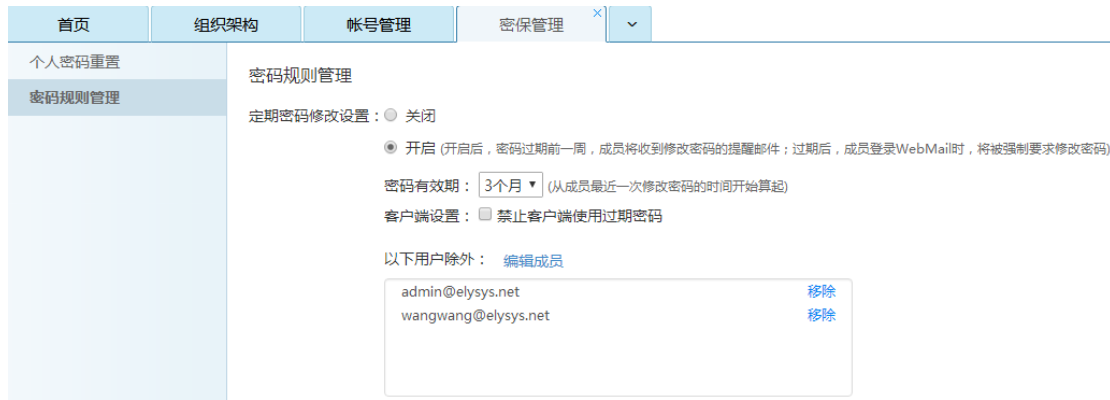 首页 组织架构 帐号管理 密保管理
个人密码重置
密码规则管理
密码规则管理
定期密码修改设置： 关闭
开启 (开启后，密码过期前一周，成员将收到修改密码的提醒邮件；过期后，成员登录WebMail时，将被强制要求修改密码)
密码有效期： 3个月 (从成员最近一次修改密码的时间开始算起)
客户端设置： 禁止客户端使用过期密码
以下用户除外： 编辑成员
admin@elysys.net 移除
wangwang@elysys.net 移除